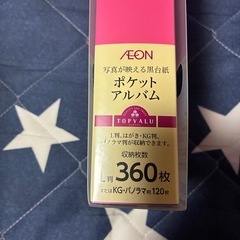 ÆON
写真が映える黒台紙
ポケット
アルバム
TOPVALU
L判、はがき・KG判、
パノラマ判が収納できます。
収納枚数
L判360枚
またはKG・パノラマ判120枚